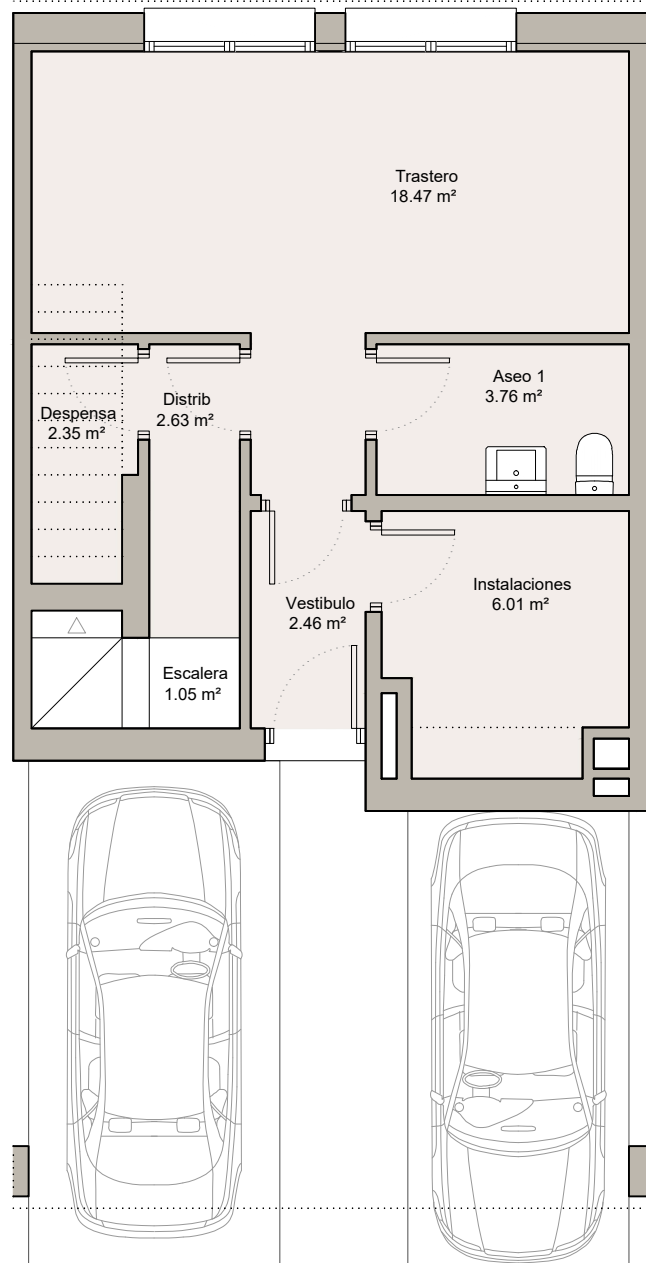 Trastero
18.47 m²
Aseo 1
3.76 m²
Despensa
2.35 m²
Distrib
2.63 m²
Instalaciones
6.01 m²
Vestibulo
2.46 m²
Escalera
1.05 m²